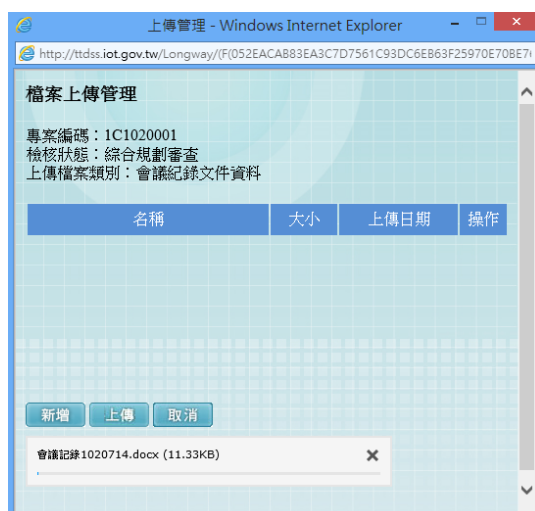 上傳管理 - Windows Internet Explorer
http://ttdss.iot.gov.tw/Longway/(F(052EACAB83EA3C7D7561C93DC6EB63F25970E70BE7
檔案上傳管理
專案編碼：1C1020001
檢核狀態：綜合規劃審查
上傳檔案類別：會議紀錄文件資料
名稱 大小 上傳日期 操作
新增 上傳 取消
會議記錄1020714.docx (11.33KB)